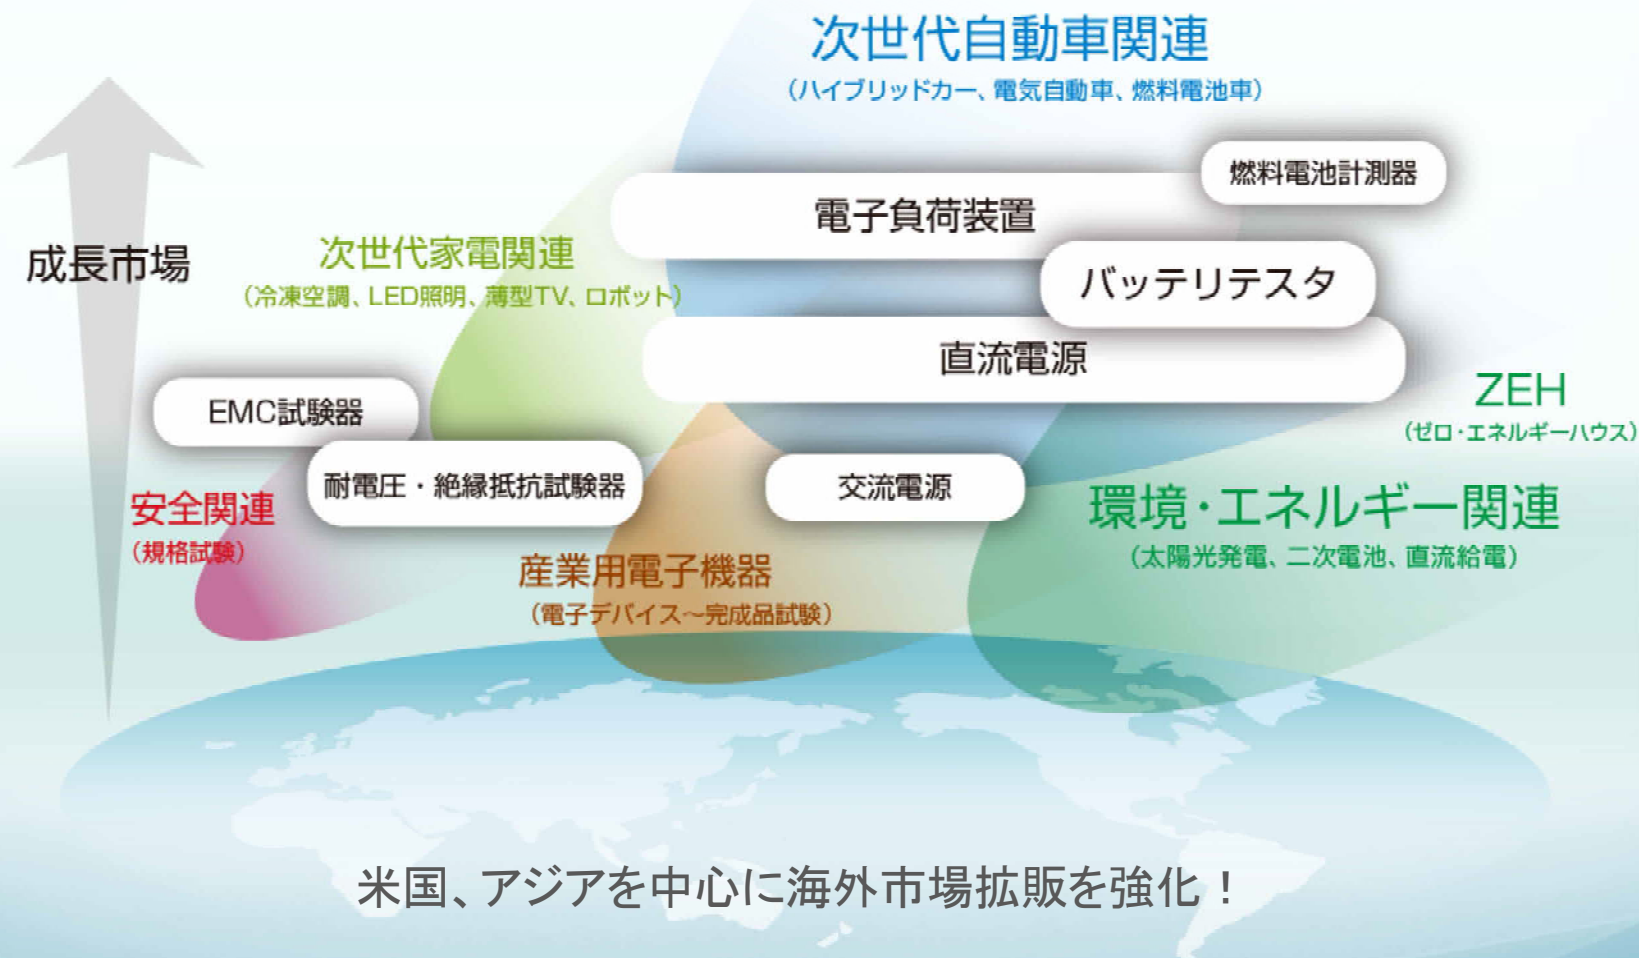 次世代自動車関連
(ハイブリッドカー、電気自動車、燃料電池車)
燃料電池計測器
電子負荷装置
成長市場
次世代家電関連
(冷凍空調、LED照明、薄型TV、ロボット)
バッテリテスタ
直流電源
EMC試験器
ZEH
(ゼロ・エネルギーハウス)
耐電圧・絶縁抵抗試験器
交流電源
安全関連
(規格試験)
環境・エネルギー関連
(太陽光発電、二次電池、直流給電)
産業用電子機器
(電子デバイス~完成品試験)
米国、アジアを中心に海外市場拡販を強化!